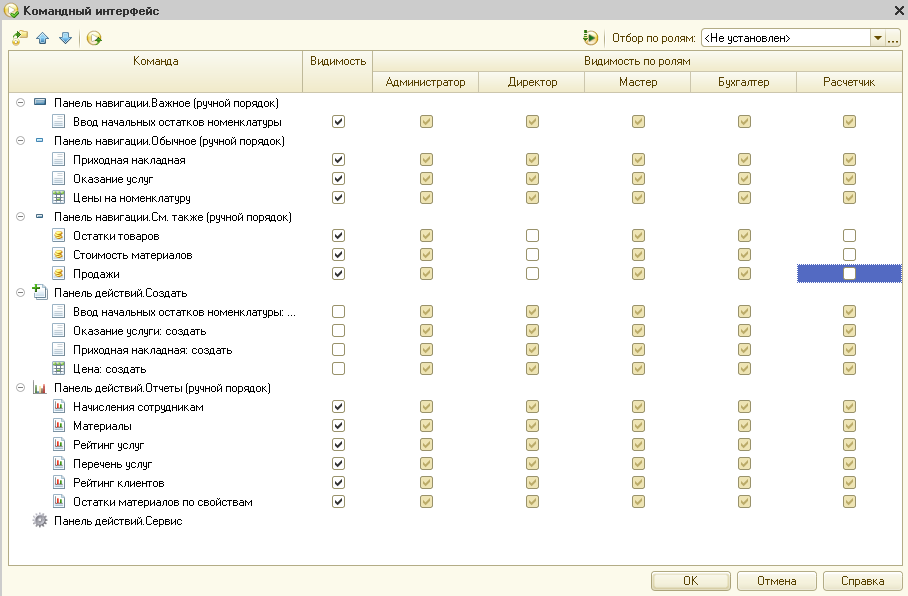 Командный интерфейс
Отбор по ролям: <Не установлен>
Команда Видимость Видимость по ролям
Администратор Директор Мастер Бухгалтер Расчетчик
Панель навигации.Важное (ручной порядок)
Ввод начальных остатков номенклатуры
Панель навигации.Обычное (ручной порядок)
Приходная накладная
Оказание услуг
Цены на номенклатуру
Панель навигации.См. также (ручной порядок)
Остатки товаров
Стоимость материалов
Продажи
Панель действий.Создать
Ввод начальных остатков номенклатуры: ...
Оказание услуги: создать
Приходная накладная: создать
Цена: создать
Панель действий.Отчеты (ручной порядок)
Начисления сотрудникам
Материалы
Рейтинг услуг
Перечень услуг
Рейтинг клиентов
Остатки материалов по свойствам
Панель действий.Сервис
OK Отмена Справка